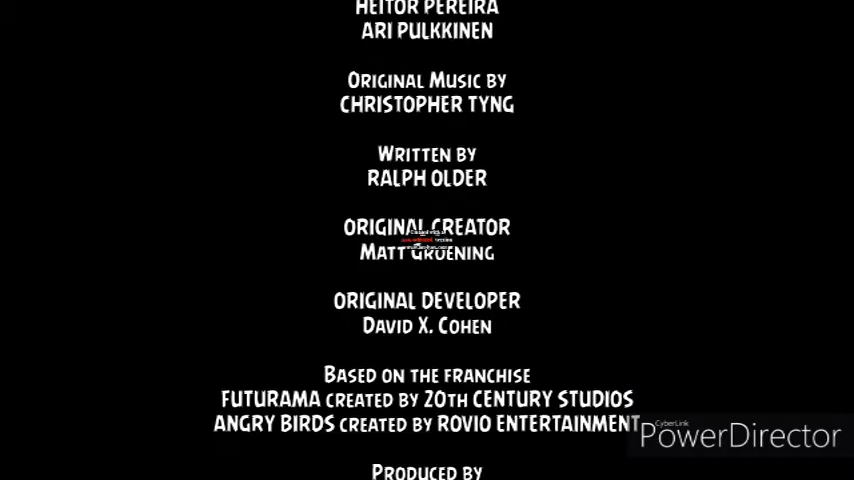 HEITOR PEREIRA
ARI PULKKINEN
ORIGINAL MUSIC BY
CHRISTOPHER TYNG
WRITTEN BY
RALPH OLDER
ORIGINAL CREATOR
MATT GROENING
ORIGINAL DEVELOPER
DAVID X. COHEN
BASED ON THE FRANCHISE
FUTURAMA CREATED BY 20TH CENTURY STUDIOS
ANGRY BIRDS CREATED BY ROVIO ENTERTAINMENT
CyberLink
PowerDirector
PRODUCED BY